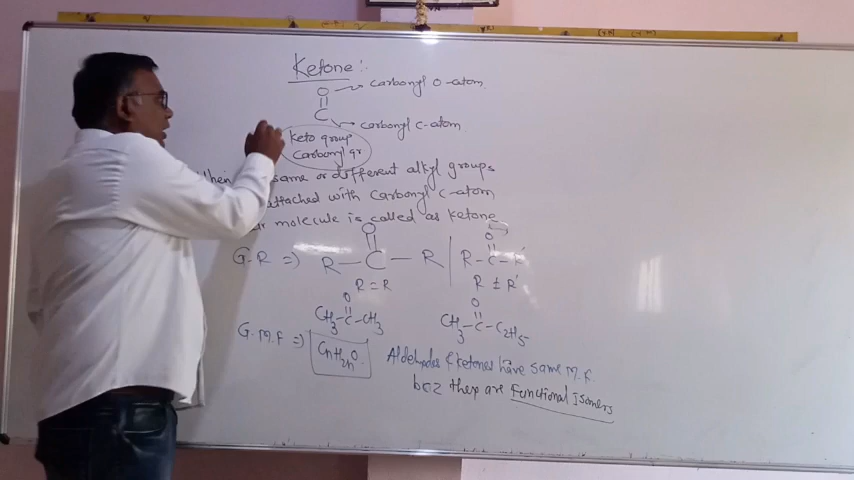 Ketone :-
O → carbonyl O-atom
||
C → carbonyl C-atom
Keto group
Carbonyl gr
same or different alkyl groups
attached with Carbonyl C-atom
molecule is called as ketone
O O
|| ||
G.R => R-C-R | R-C-R'
R = R R ± R'
O O
|| ||
CH3-C-CH3 CH3-C-C2H5
G.M.F => CnH2nO
Aldehydes & ketones have same M.F.
bcz they are Functional Isomers